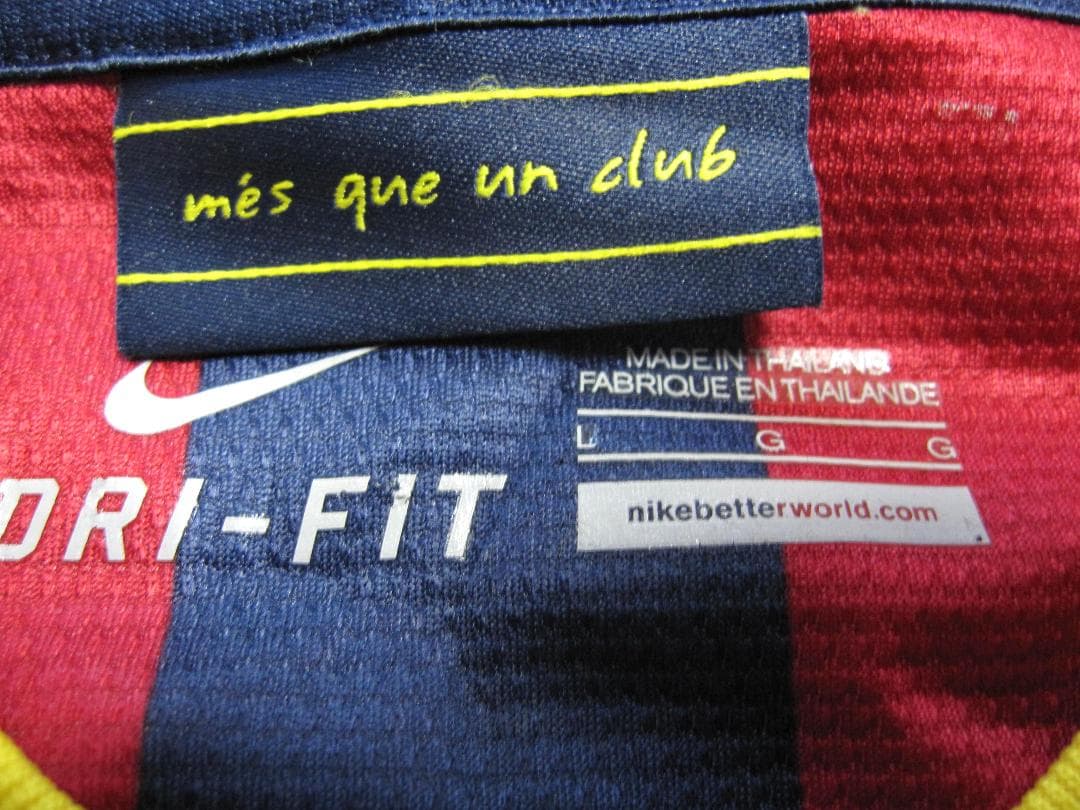 més que un club
MADE IN THAILAND
FABRIQUE EN THAILANDE
L G G
DRI-FIT
nikebetterworld.com